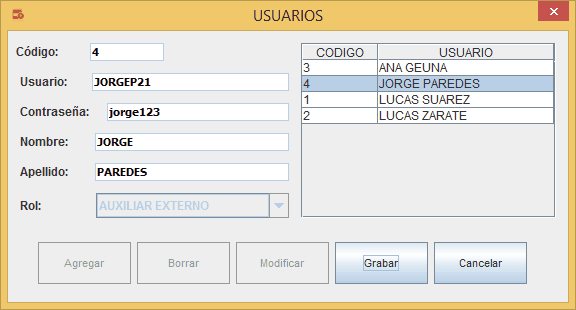 USUARIOS
Código: 4
Usuario: JORGEP21
Contraseña: jorge123
Nombre: JORGE
Apellido: PAREDES
Rol: AUXILIAR EXTERNO
CODIGO USUARIO
3 ANA GEUNA
4 JORGE PAREDES
1 LUCAS SUAREZ
2 LUCAS ZARATE
Agregar Borrar Modificar Grabar Cancelar